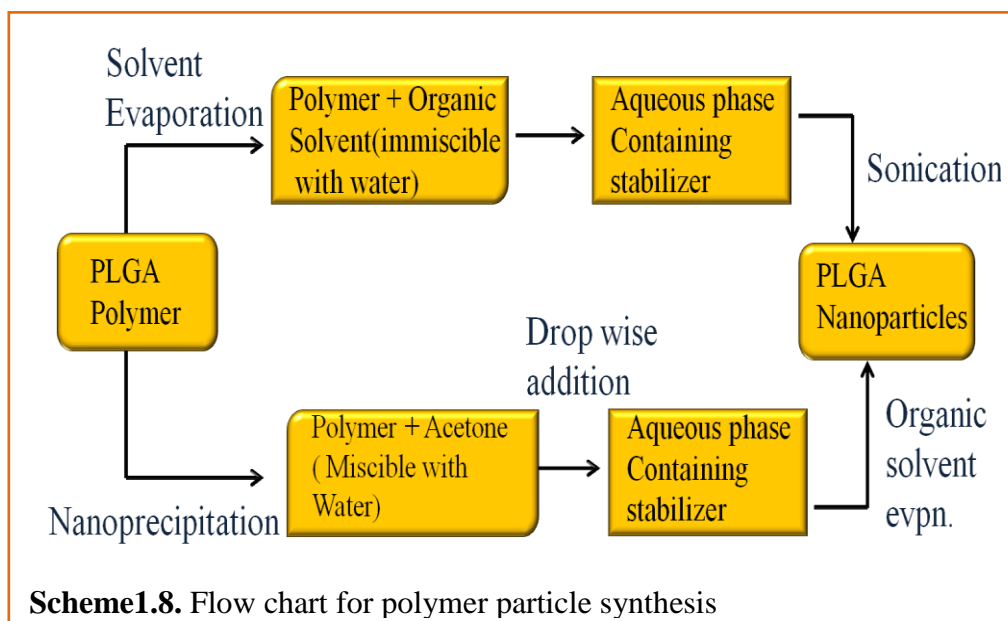 Solvent
Evaporation
Polymer + Organic
Solvent(immiscible
with water)
Aqueous phase
Containing
stabilizer
Sonication
PLGA
Polymer
PLGA
Nanoparticles
Drop wise
addition
Nanoprecipitation
Polymer + Acetone
( Miscible with
Water)
Aqueous phase
Containing
stabilizer
Organic
solvent
evpn.
Scheme1.8. Flow chart for polymer particle synthesis